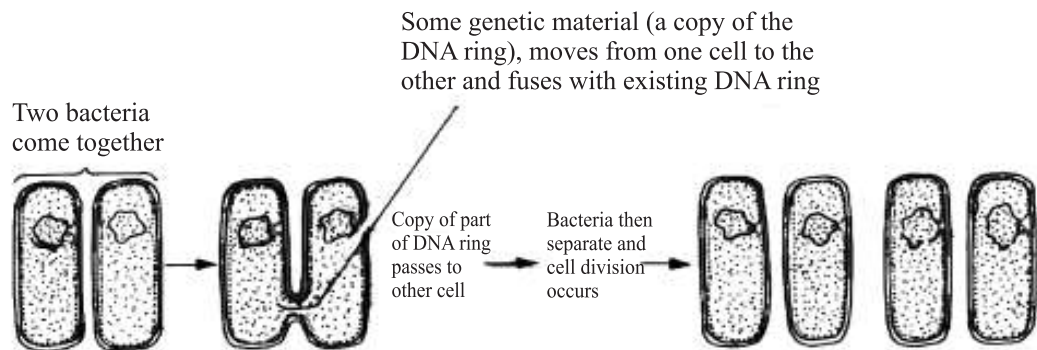 Some genetic material (a copy of the
DNA ring), moves from one cell to the
other and fuses with existing DNA ring
Two bacteria
come together
Copy of part
of DNA ring
passes to
other cell
Bacteria then
separate and
cell division
occurs